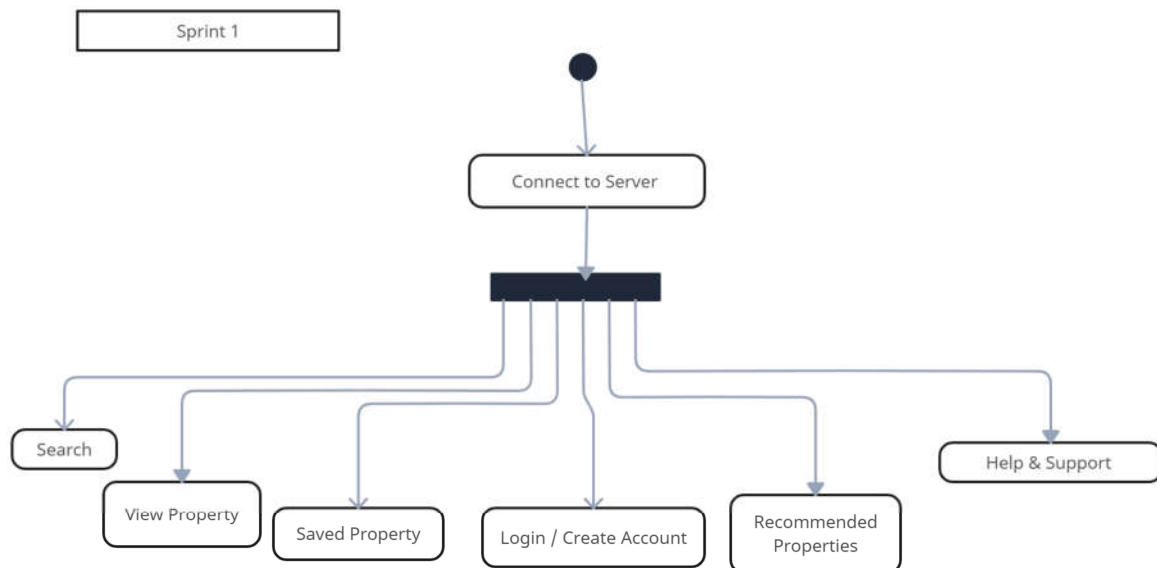 Sprint 1
Connect to Server
Search
Help & Support
View Property
Saved Property
Login / Create Account
Recommended
Properties